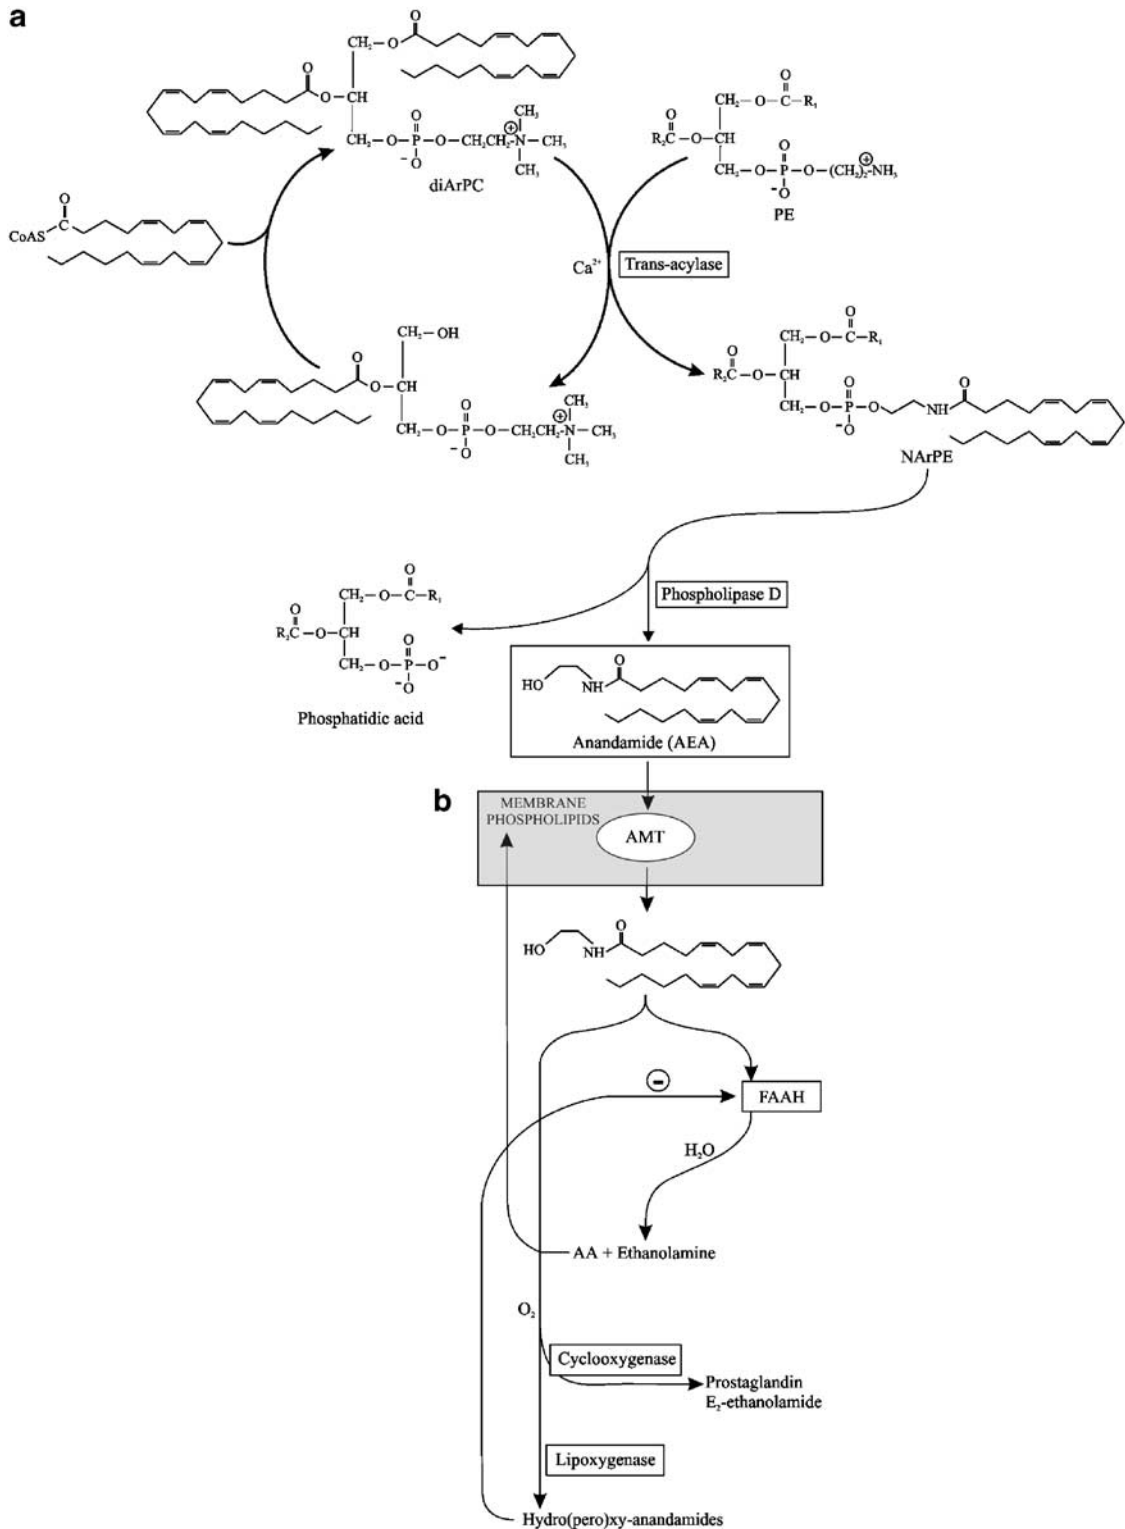 a
O
CH₂–O
O
O
CH
CH₂–O–P–O–CH₂CH₂–N–CH₃
O
⁻O
⊕
CH₃
CH₃
diArPC
O
CoAS
O
CH₂–O–C–R₁
O
R₂C–O–CH
O
CH₂–O–P–O–(CH₂)₂–NH₃
⊕
⁻O
PE
Ca²⁺
Trans-acylase
CH₂–OH
O
O
CH
CH₂–O–P–O–CH₂CH₂–N–CH₃
O
⁻O
⊕
CH₃
CH₃
O
CH₂–O–C–R₁
O
R₂C–O–CH
O
O
CH₂–O–P–O
NH
⁻O
NArPE
Phospholipase D
O
CH₂–O–C–R₁
O
R₂C–O–CH
O
CH₂–O–P–O⁻
⁻O
Phosphatidic acid
HO
NH
O
Anandamide (AEA)
b
MEMBRANE
PHOSPHOLIPIDS
AMT
HO
NH
O
–
FAAH
H₂O
AA + Ethanolamine
O₂
Cyclooxygenase
Prostaglandin
E₂-ethanolamide
Lipoxygenase
Hydro(pero)xy-anandamides